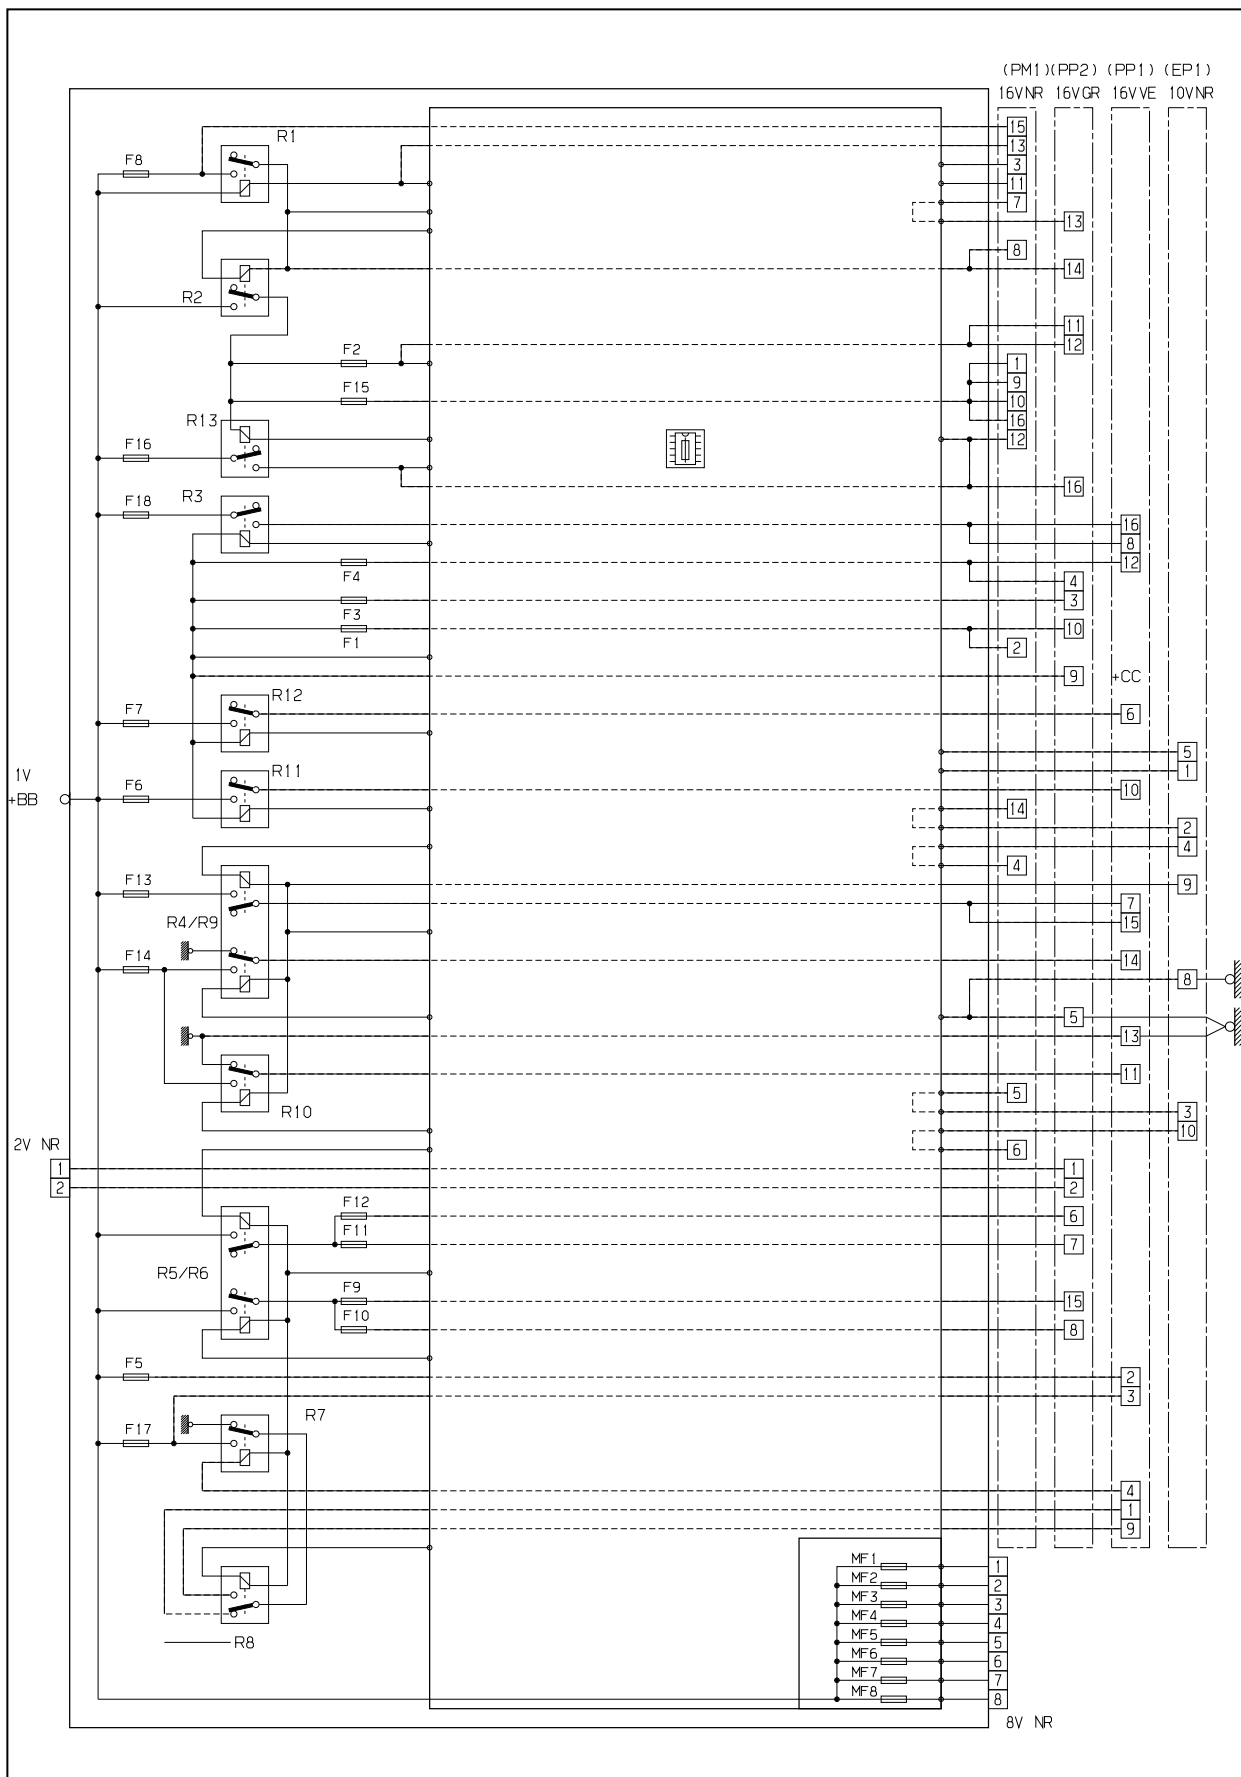 (PM1) (PP2) (PP1) (EP1)
16VNR 16VGR 16VVE 10VNR
15
R1
13
F8
3
11
7
13
8
14
R2
11
F2
12
1
F15
9
10
R13
16
F16
12
R3
16
F18
16
8
12
F4
4
3
F3
10
F1
2
9
+CC
R12
F7
6
5
R11
1
1V
F6
10
+BB
14
2
4
4
F13
9
7
R4/R9
15
F14
14
8
5
13
11
5
R10
3
10
2V NR
6
1
1
2
2
F12
6
F11
7
R5/R6
F9
15
F10
8
F5
2
3
R7
F17
4
1
9
MF1
1
MF2
2
MF3
3
MF4
4
MF5
5
R8
MF6
6
MF7
7
MF8
8
8V NR